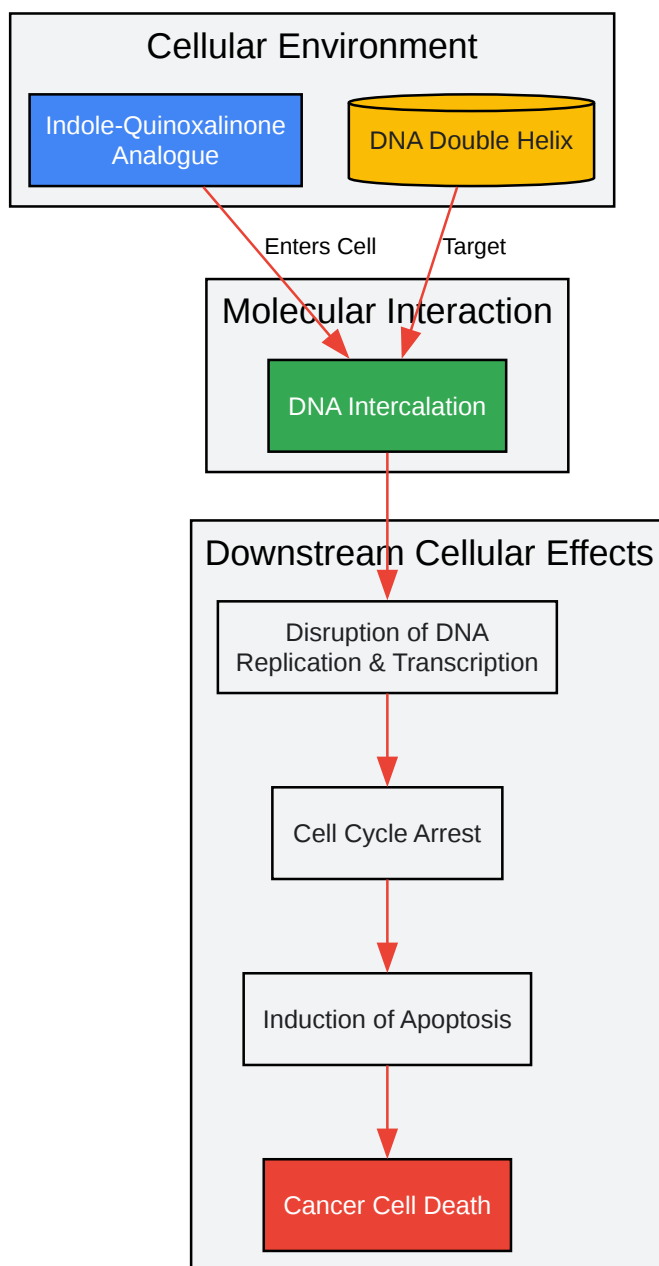 Cellular Environment
Indole-Quinoxalinone
Analogue
DNA Double Helix
Enters Cell
Target
Molecular Interaction
DNA Intercalation
Downstream Cellular Effects
Disruption of DNA
Replication & Transcription
Cell Cycle Arrest
Induction of Apoptosis
Cancer Cell Death